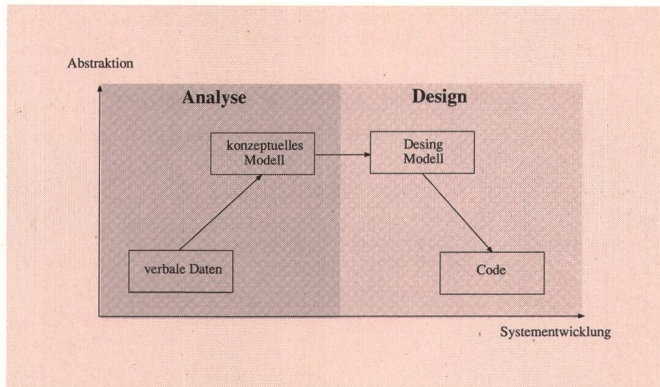 Abstraktion
Analyse
Design
konzeptuelles
Modell
Desing
Modell
verbale Daten
Code
Systementwicklung